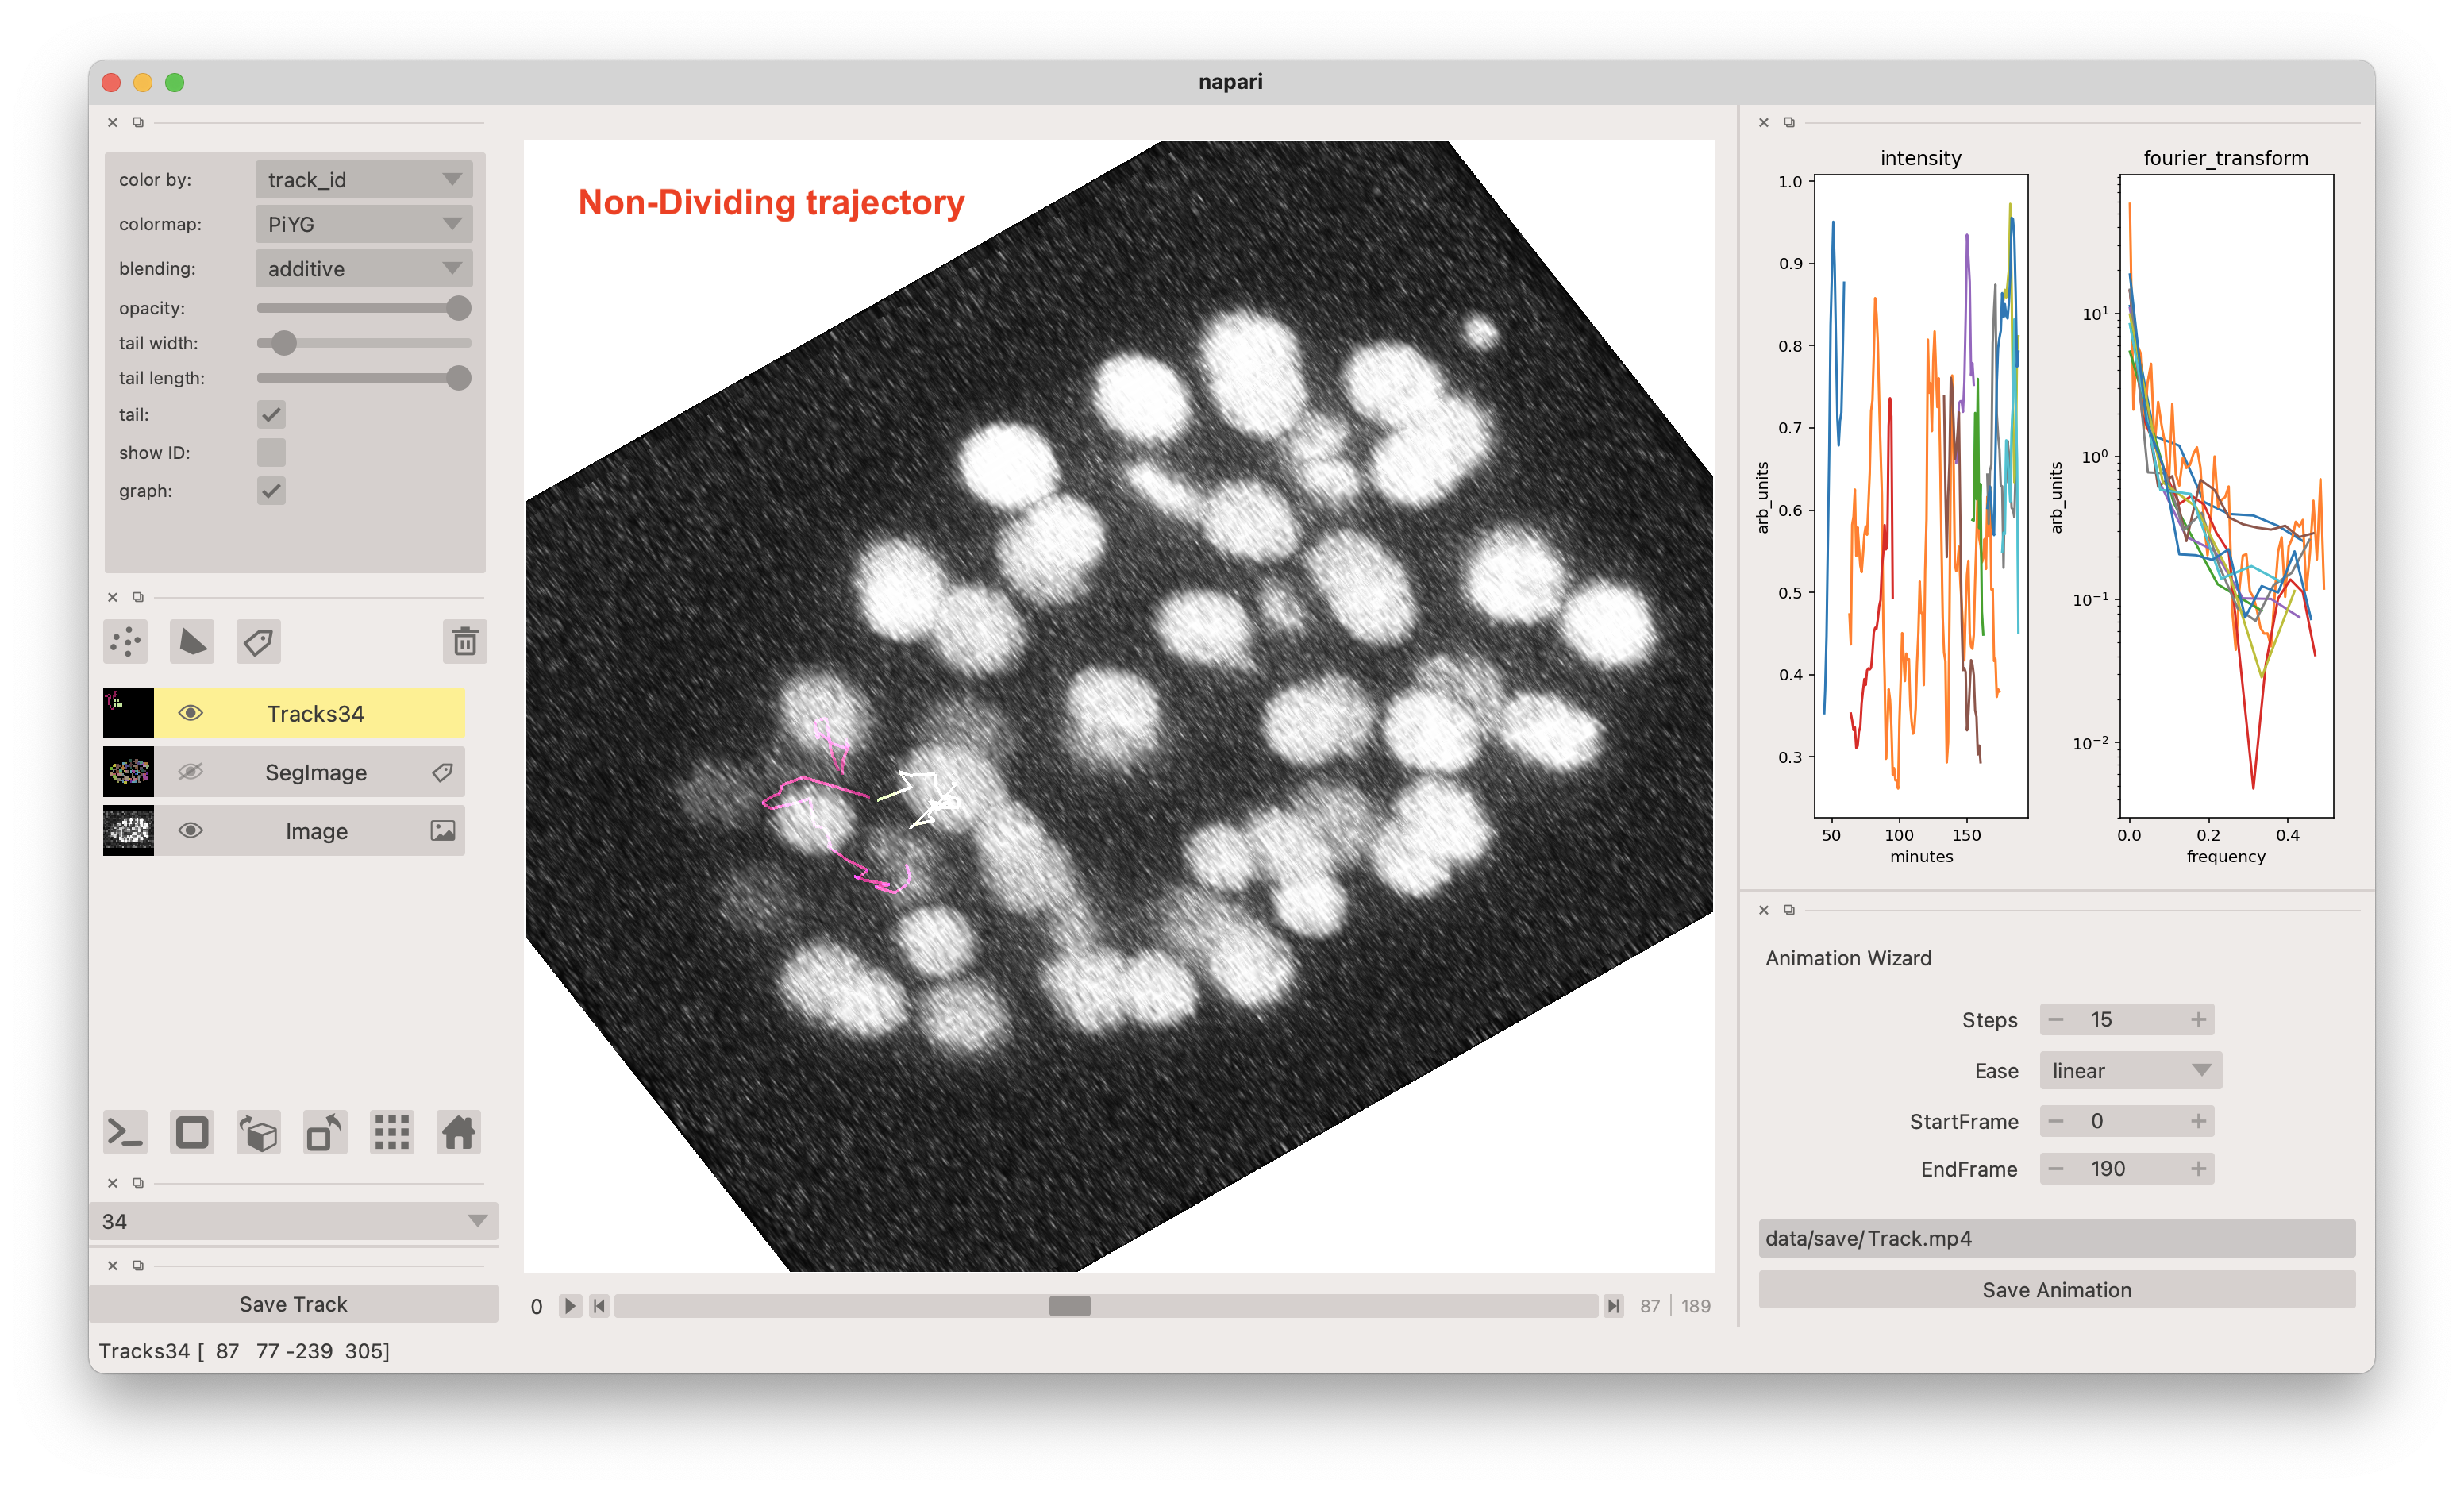 napari
color by: track_id
colormap: PiYG
blending: additive
opacity:
tail width:
tail length:
tail:
show ID:
graph:
Tracks34
SegImage
Image
34
Save Track
Tracks34 [ 87 77 -239 305]
Non-Dividing trajectory
0 87 189
intensity
1.0
0.9
0.8
0.7
0.6
0.5
0.4
0.3
arb_units
50 100 150
minutes
fourier_transform
10¹
10⁰
10⁻¹
10⁻²
arb_units
0.0 0.2 0.4
frequency
Animation Wizard
Steps 15
Ease linear
StartFrame 0
EndFrame 190
data/save/Track.mp4
Save Animation